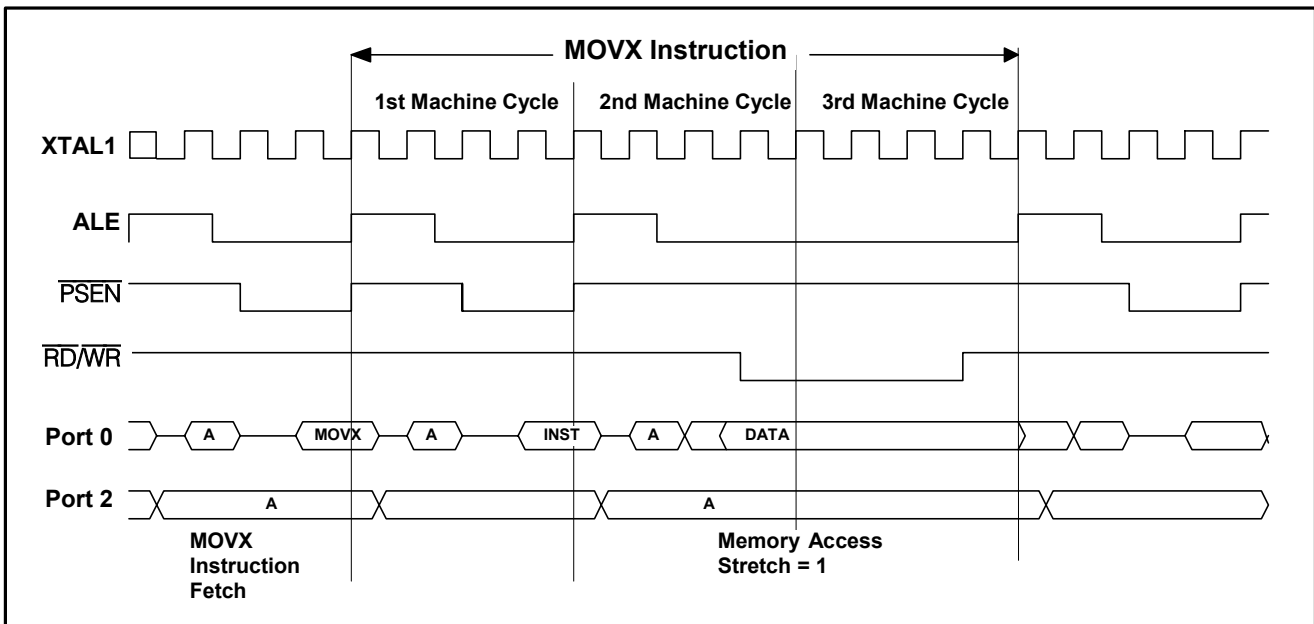 MOVX Instruction
1st Machine Cycle 2nd Machine Cycle 3rd Machine Cycle
XTAL1
ALE
PSEN
RD/WR
Port 0 A MOVX A INST A DATA
Port 2 A A
MOVX
Instruction
Fetch
Memory Access
Stretch = 1